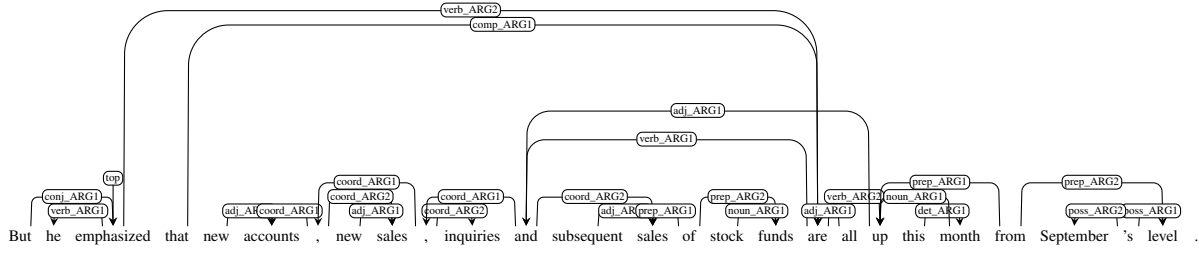 verb_ARG2
comp_ARG1
adj_ARG1
verb_ARG1
top coord_ARG1 prep_ARG1 prep_ARG2
conj_ARG1 coord_ARG2 coord_ARG1 coord_ARG2 prep_ARG2 verb_ARG2 noun_ARG1
verb_ARG1 coord_ARG1 adj_ARG1 coord_ARG2 prep_ARG1 noun_ARG1 adj_ARG1 det_ARG1 poss_ARG2 poss_ARG1
But he emphasized that new accounts , new sales , inquiries and subsequent sales of stock funds are all up this month from September 's level .